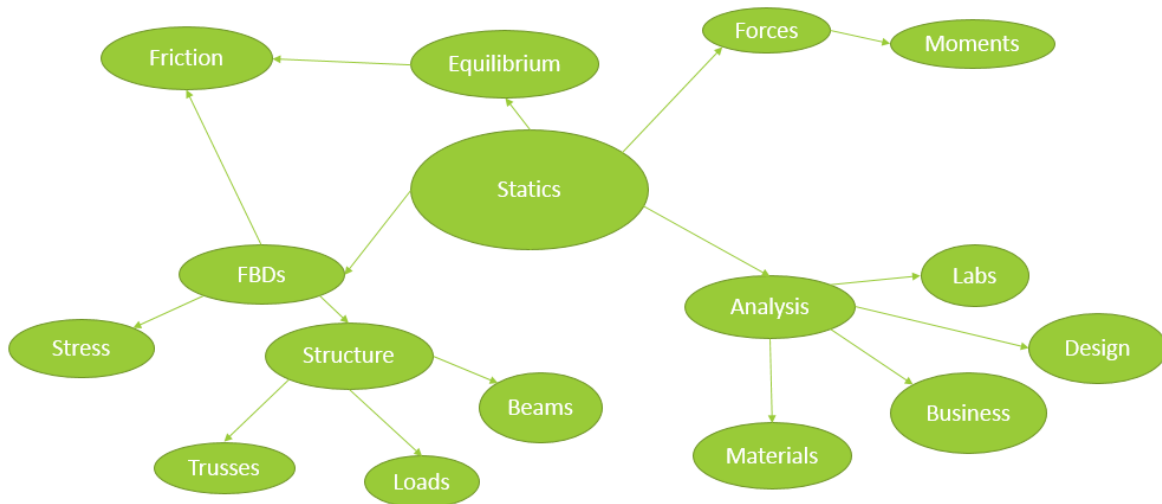 Forces
Moments
Friction
Equilibrium
Statics
FBDs
Labs
Analysis
Stress
Structure
Design
Beams
Business
Materials
Trusses
Loads